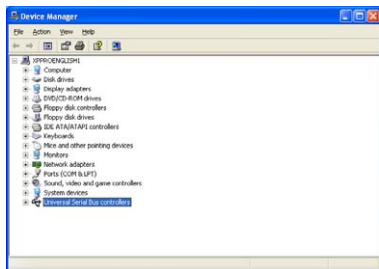 Device Manager
File Action View Help
XPPROENGLISH1
Computer
Disk drives
Display adapters
DVD/CD-ROM drives
Floppy disk controllers
Floppy disk drives
IDE ATA/ATAPI controllers
Keyboards
Mice and other pointing devices
Monitors
Network adapters
Ports (COM & LPT)
Sound, video and game controllers
System devices
Universal Serial Bus controllers